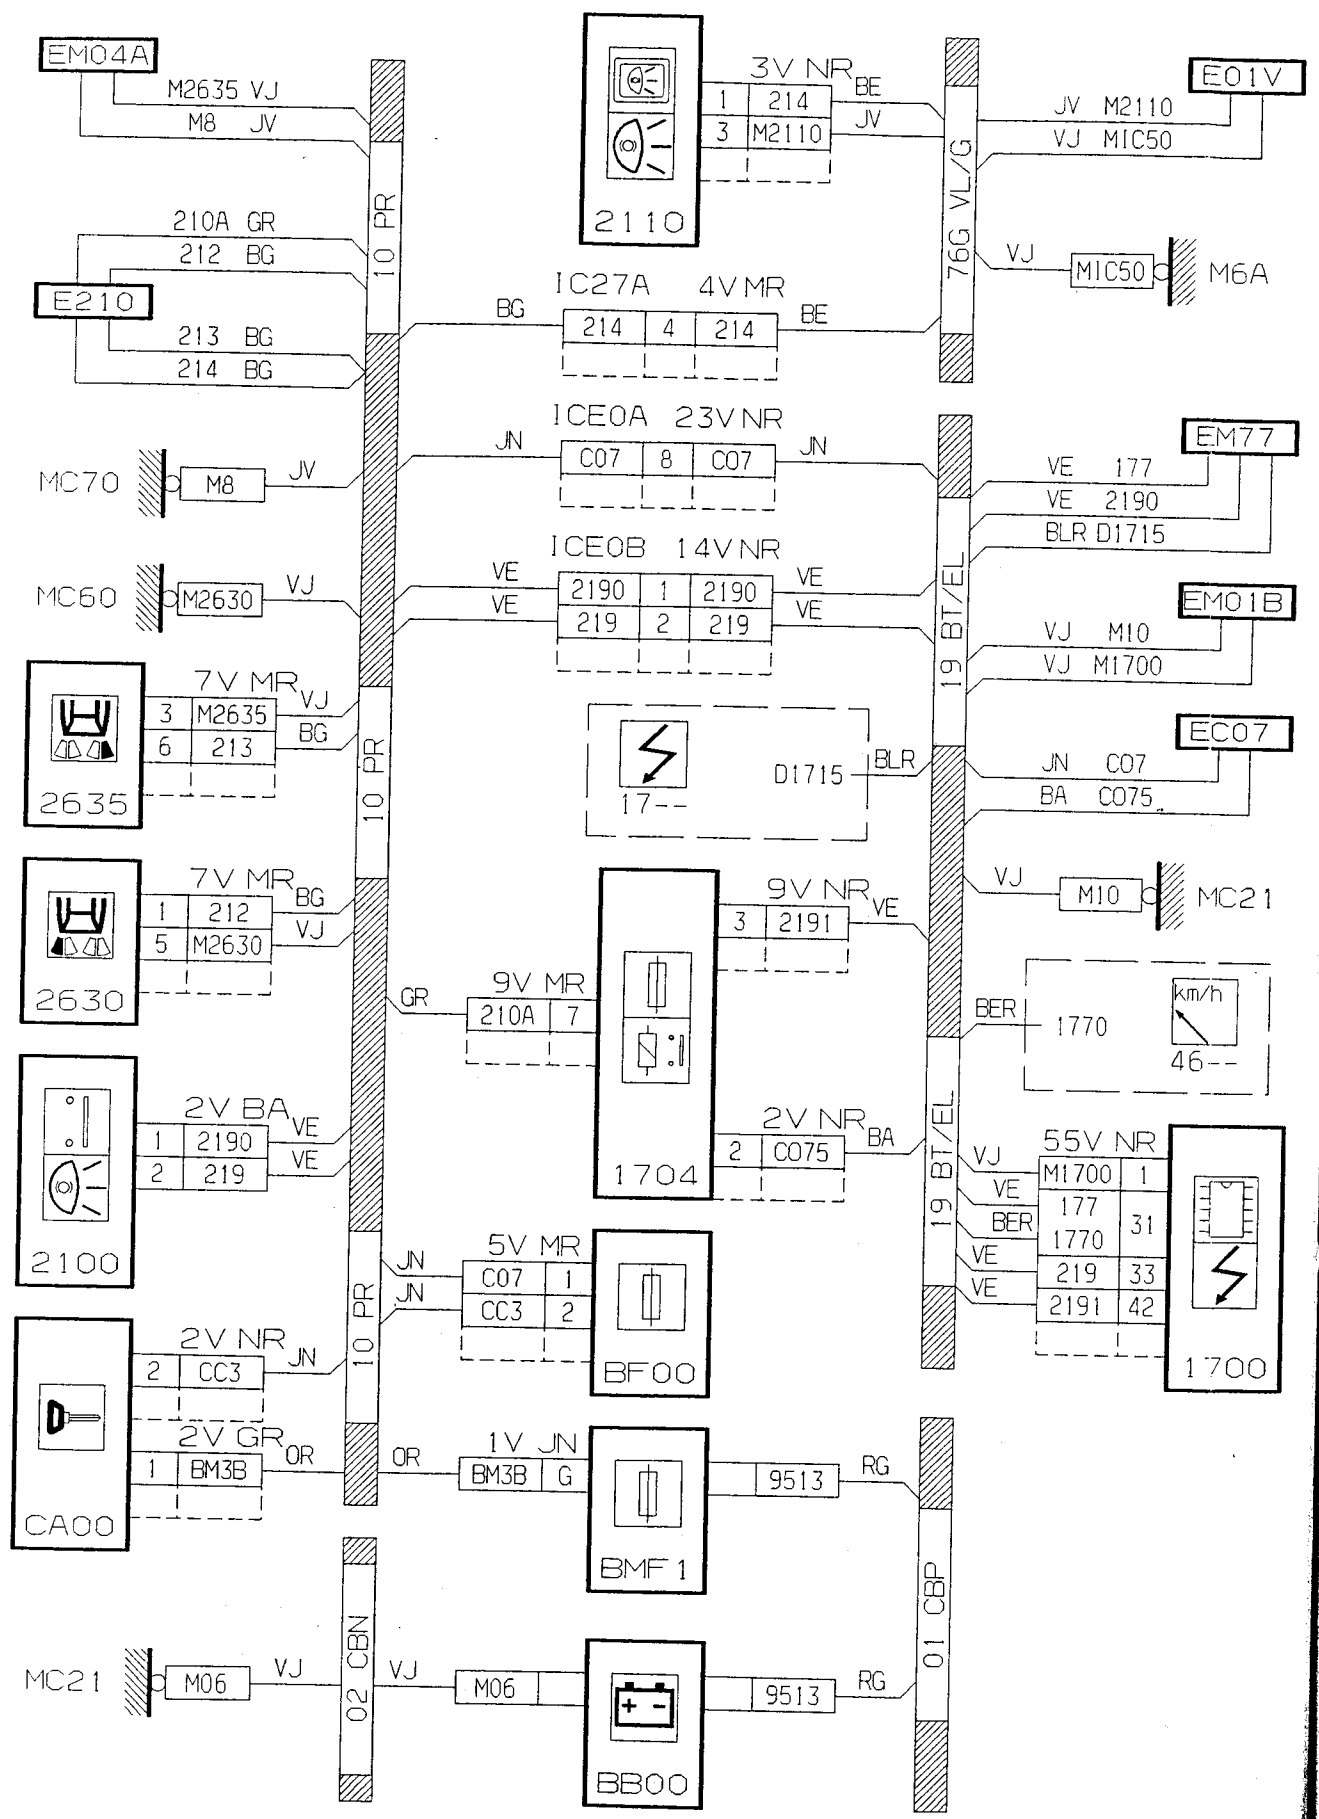 EM04A
M2635 VJ
M8 JV
210A GR
212 BG
E210
213 BG
214 BG
10 PR
2110
3V NR
1 214 BE
3 M2110 JV
76G VL/G
E01V
JV M2110
VJ MIC50
VJ MIC50 M6A
IC27A 4V MR
BG 214 4 214 BE
ICE0A 23V NR
JN C07 8 C07 JN
MC70 M8 JV
ICE0B 14V NR
VE 2190 1 2190 VE
VE 219 2 219 VE
MC60 M2630 VJ
EM77
VE 177
VE 2190
BLR D1715
19 BT/EL
EM01B
VJ M10
VJ M1700
7V MR
3 M2635 VJ
6 213 BG
2635
10 PR
17--
D1715 BLR
EC07
JN C07
BA C075
VJ M10 MC21
7V MR
1 212 BG
5 M2630 VJ
2630
9V NR
3 2191 VE
9V MR
GR 210A 7
2V NR
2 C075 BA
1704
BER 1770
km/h
46--
2V BA
1 2190 VE
2 219 VE
2100
19 BT/EL
55V NR
VJ M1700 1
VE 177
BER 1770 31
VE 219 33
VE 2191 42
1700
10 PR
5V MR
JN C07 1
JN CC3 2
BF00
2V NR
2 CC3 JN
2V GR
1 BM3B OR
CA00
1V JN
OR BM3B G
9513 RG
BMF1
01 CBP
02 CBN
MC21 M06 VJ
VJ M06
+ -
9513 RG
BB00